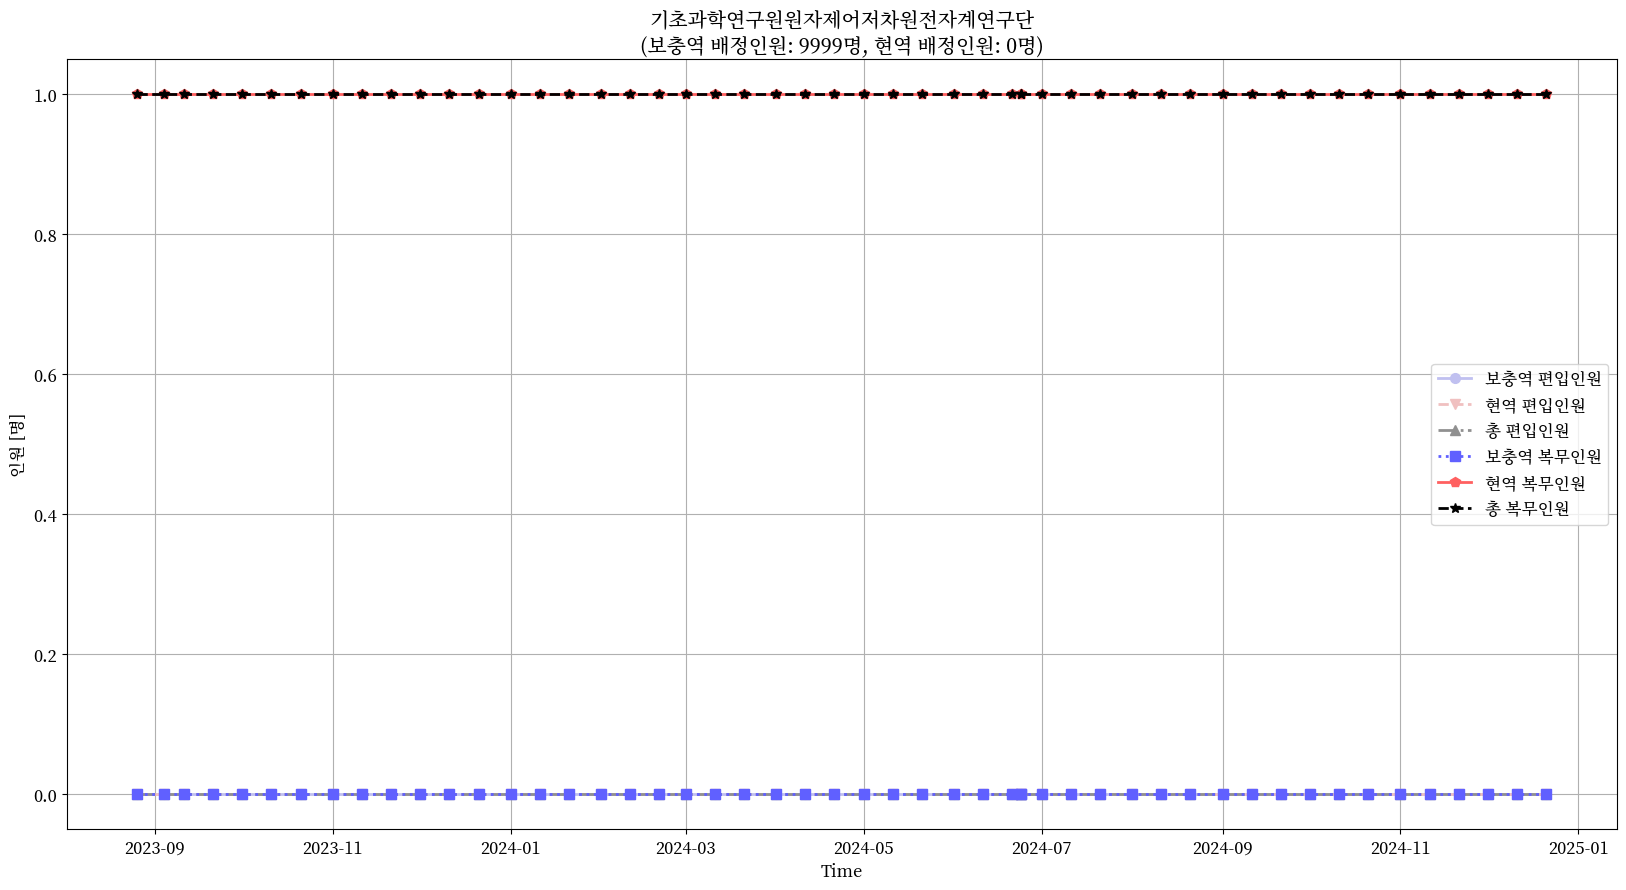 기초과학연구원원자제어저차원전자계연구단
(보충역 배정인원: 9999명, 현역 배정인원: 0명)
인원 [명]
1.0
0.8
0.6
0.4
0.2
0.0
보충역 편입인원
현역 편입인원
총 편입인원
보충역 복무인원
현역 복무인원
총 복무인원
2023-09
2023-11
2024-01
2024-03
2024-05
2024-07
2024-09
2024-11
2025-01
Time